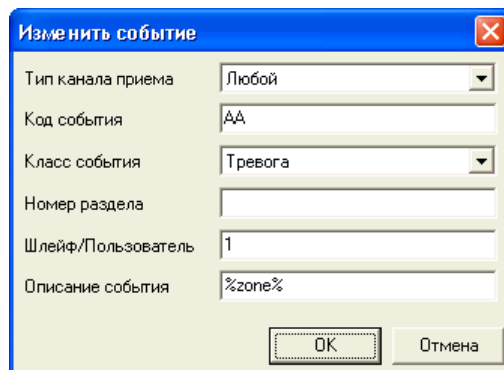 Изменить событие
Тип канала приема Любой
Код события AA
Класс события Тревога
Номер раздела
Шлейф/Пользователь 1
Описание события %zone%
OK Отмена